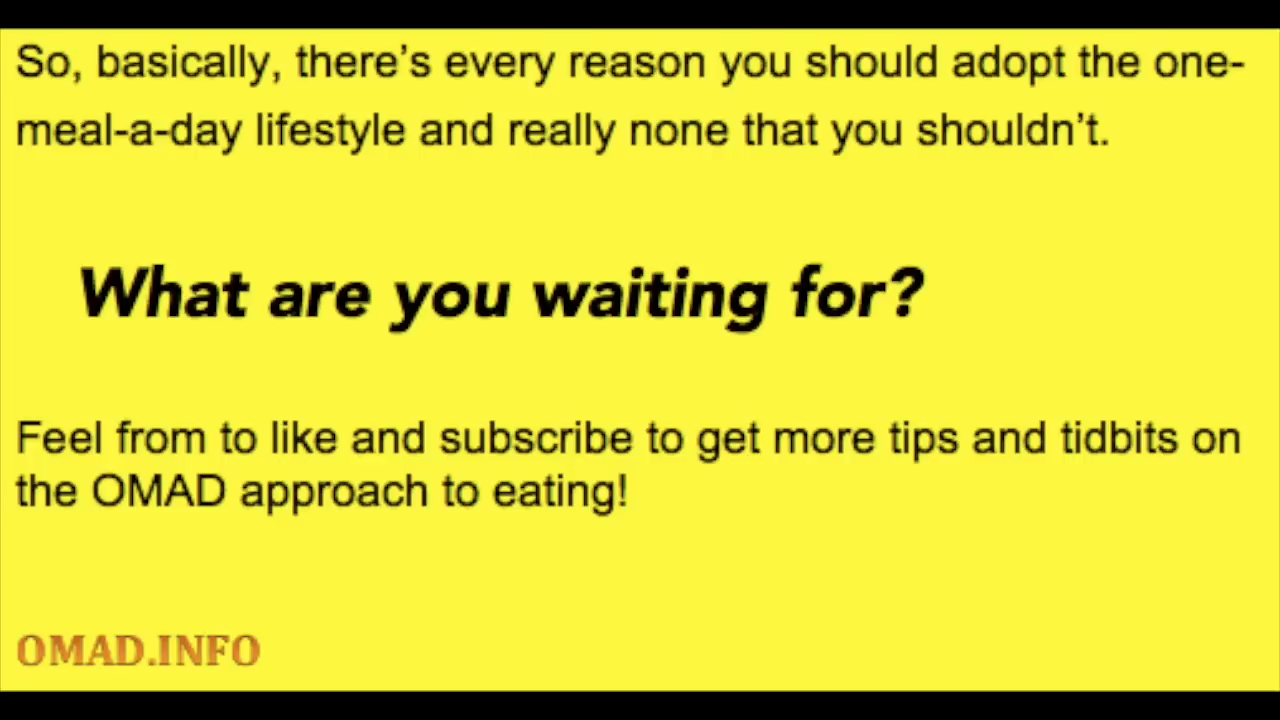 So, basically, there’s every reason you should adopt the one-
meal-a-day lifestyle and really none that you shouldn’t.
What are you waiting for?
Feel from to like and subscribe to get more tips and tidbits on
the OMAD approach to eating!
OMAD.INFO